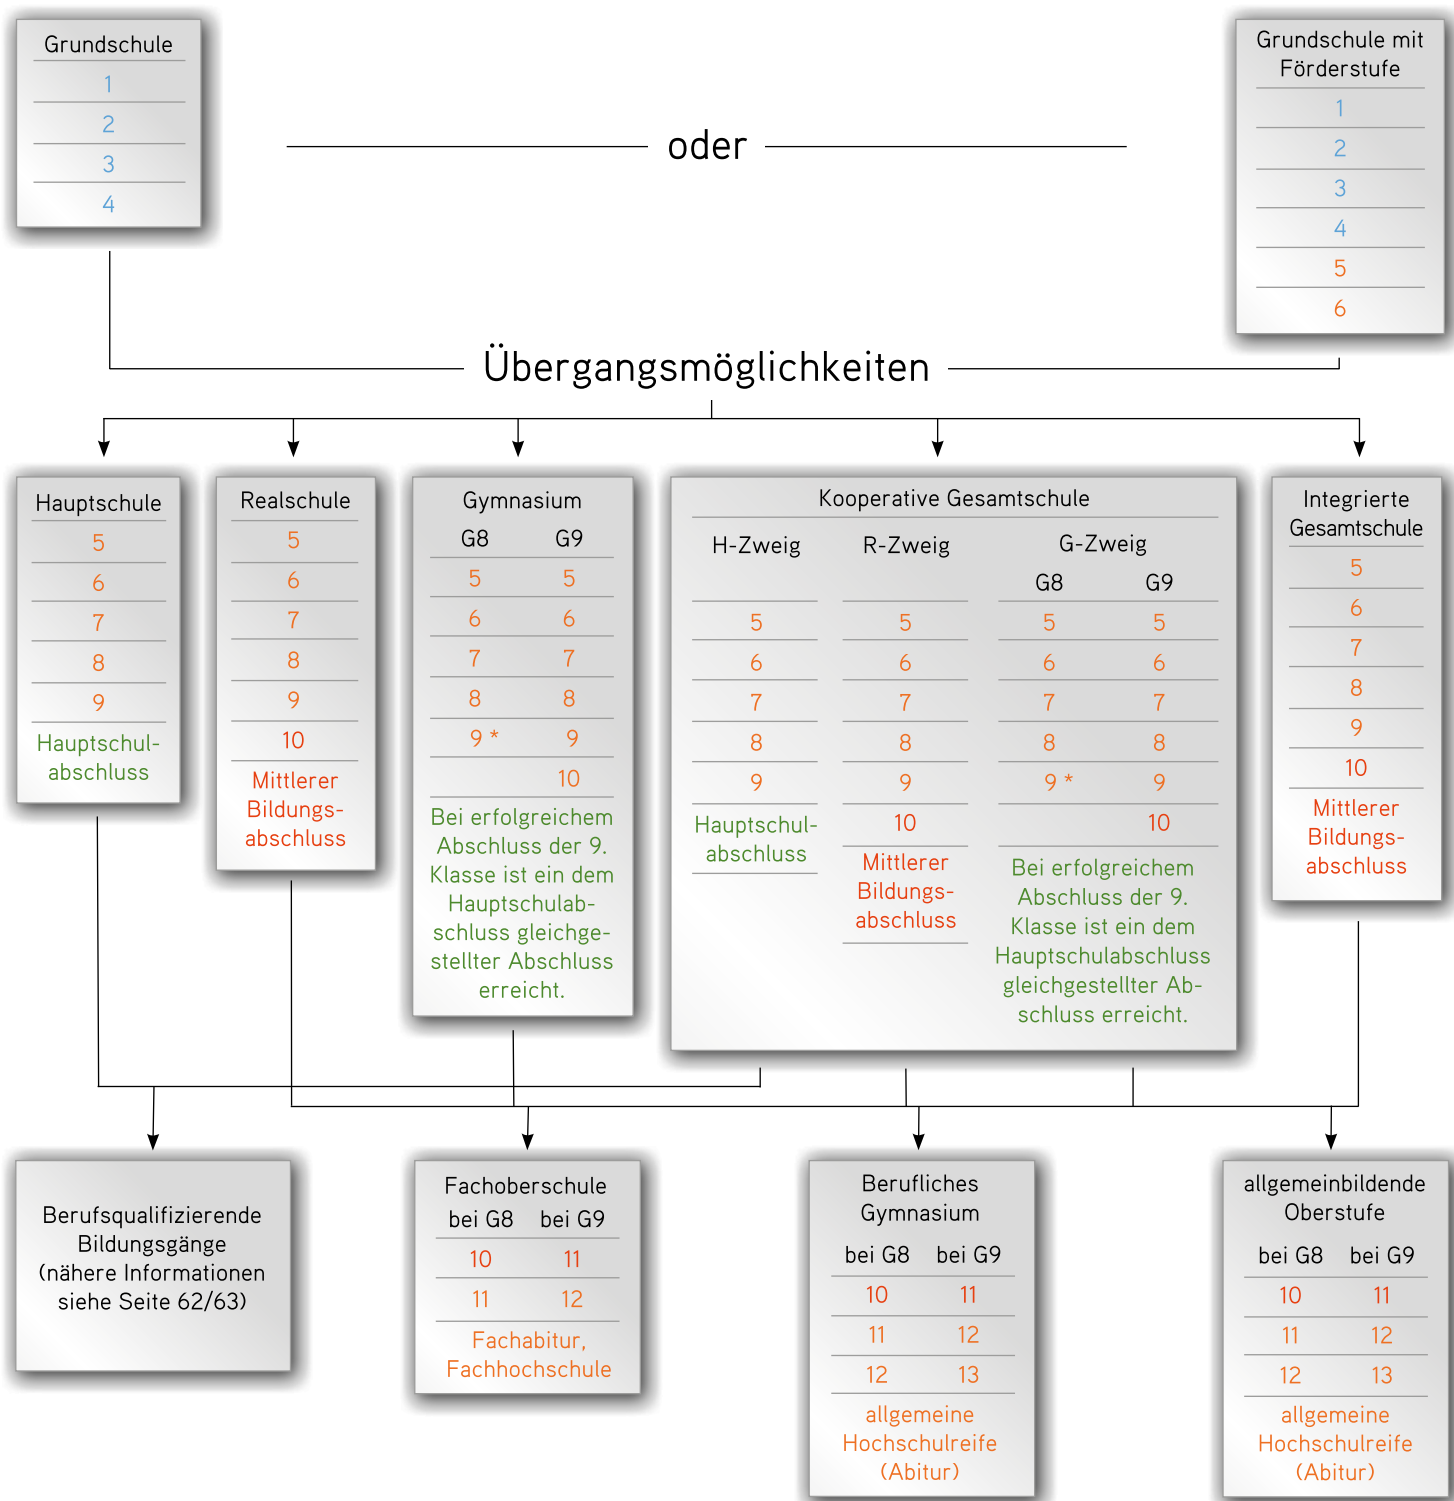 Grundschule
1
2
3
4
oder
Grundschule mit
Förderstufe
1
2
3
4
5
6
Übergangsmöglichkeiten
Hauptschule
5
6
7
8
9
Hauptschul-
abschluss
Realschule
5
6
7
8
9
10
Mittlerer
Bildungs-
abschluss
Gymnasium
G8 G9
5 5
6 6
7 7
8 8
9 * 9
10
Bei erfolgreichem
Abschluss der 9.
Klasse ist ein dem
Hauptschulab-
schluss gleichge-
stellter Abschluss
erreicht.
Kooperative Gesamtschule
H-Zweig
5
6
7
8
9
Hauptschul-
abschluss
R-Zweig
5
6
7
8
9
10
Mittlerer
Bildungs-
abschluss
G-Zweig
G8 G9
5 5
6 6
7 7
8 8
9 * 9
10
Bei erfolgreichem
Abschluss der 9.
Klasse ist ein dem
Hauptschulabschluss
gleichgestellter Ab-
schluss erreicht.
Integrierte
Gesamtschule
5
6
7
8
9
10
Mittlerer
Bildungs-
abschluss
Berufsqualifizierende
Bildungsgänge
(nähere Informationen
siehe Seite 62/63)
Fachoberschule
bei G8 bei G9
10 11
11 12
Fachabitur,
Fachhochschule
Berufliches
Gymnasium
bei G8 bei G9
10 11
11 12
12 13
allgemeine
Hochschulreife
(Abitur)
allgemeinbildende
Oberstufe
bei G8 bei G9
10 11
11 12
12 13
allgemeine
Hochschulreife
(Abitur)